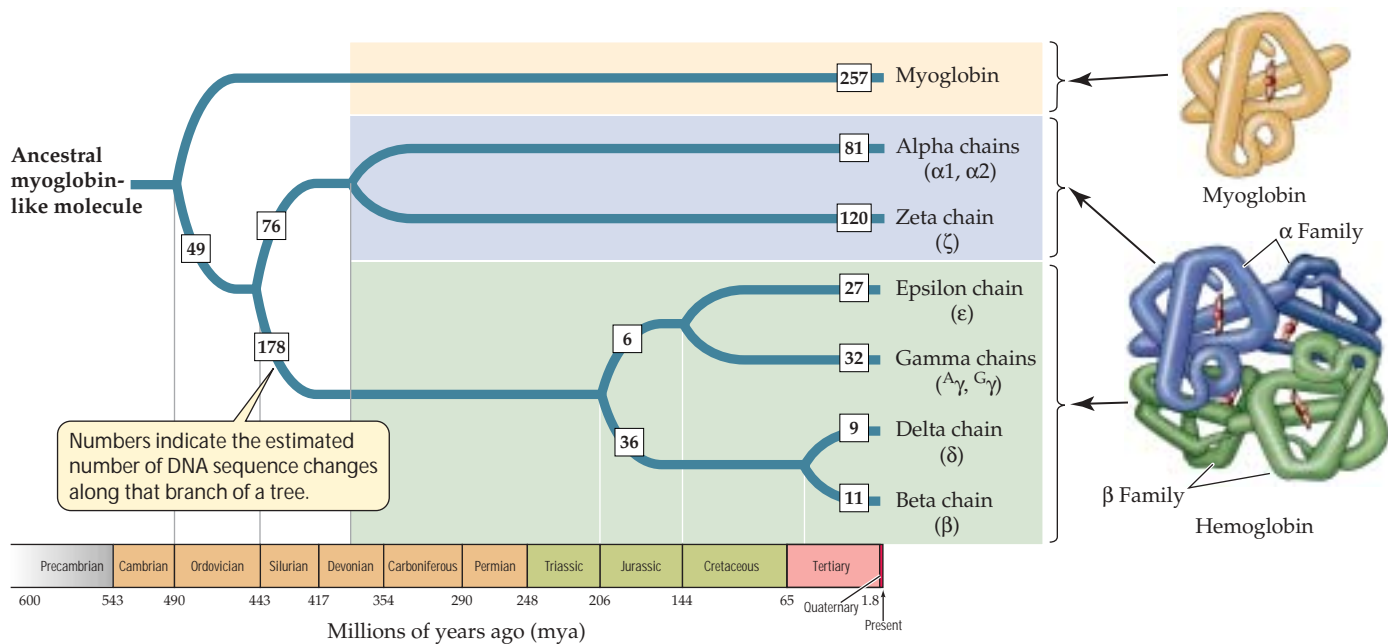 Ancestral
myoglobin-
like molecule
49
76
178
257
Myoglobin
81
Alpha chains
(α1, α2)
120
Zeta chain
(ζ)
6
27
Epsilon chain
(ε)
32
Gamma chains
(ᴬγ, ᴳγ)
36
9
Delta chain
(δ)
11
Beta chain
(β)
Numbers indicate the estimated
number of DNA sequence changes
along that branch of a tree.
Myoglobin
α Family
β Family
Hemoglobin
Precambrian Cambrian Ordovician Silurian Devonian Carboniferous Permian Triassic Jurassic Cretaceous Tertiary
Quaternary
600 543 490 443 417 354 290 248 206 144 65 1.8
Present
Millions of years ago (mya)